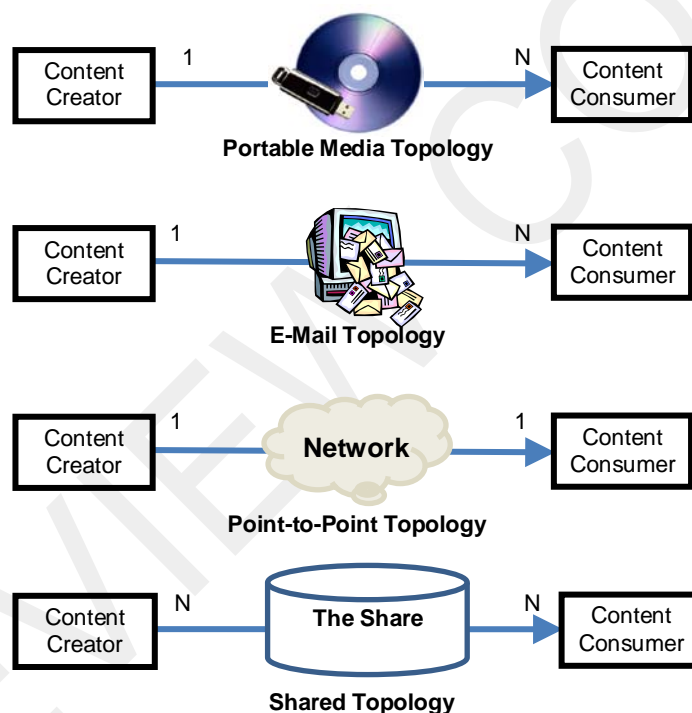 1
N
Content
Creator
Content
Consumer
Portable Media Topology
1
N
Content
Creator
Content
Consumer
E-Mail Topology
1
1
Content
Creator
Network
Content
Consumer
Point-to-Point Topology
N
N
Content
Creator
The Share
Content
Consumer
Shared Topology